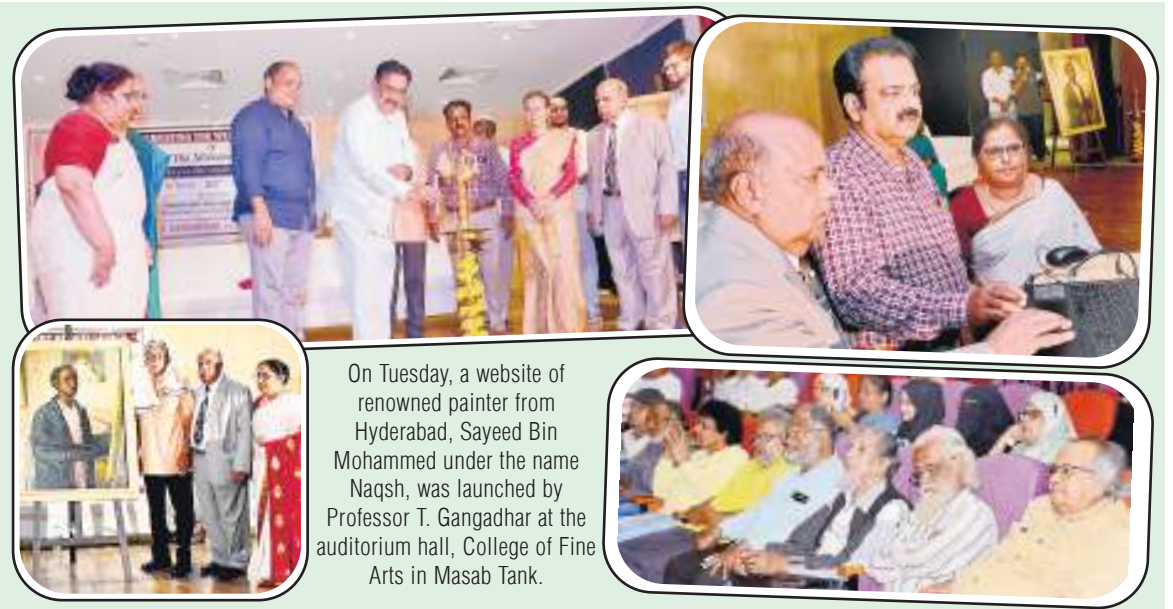 On Tuesday, a website of
renowned painter from
Hyderabad, Sayeed Bin
Mohammed under the name
Naqsh, was launched by
Professor T. Gangadhar at the
auditorium hall, College of Fine
Arts in Masab Tank.